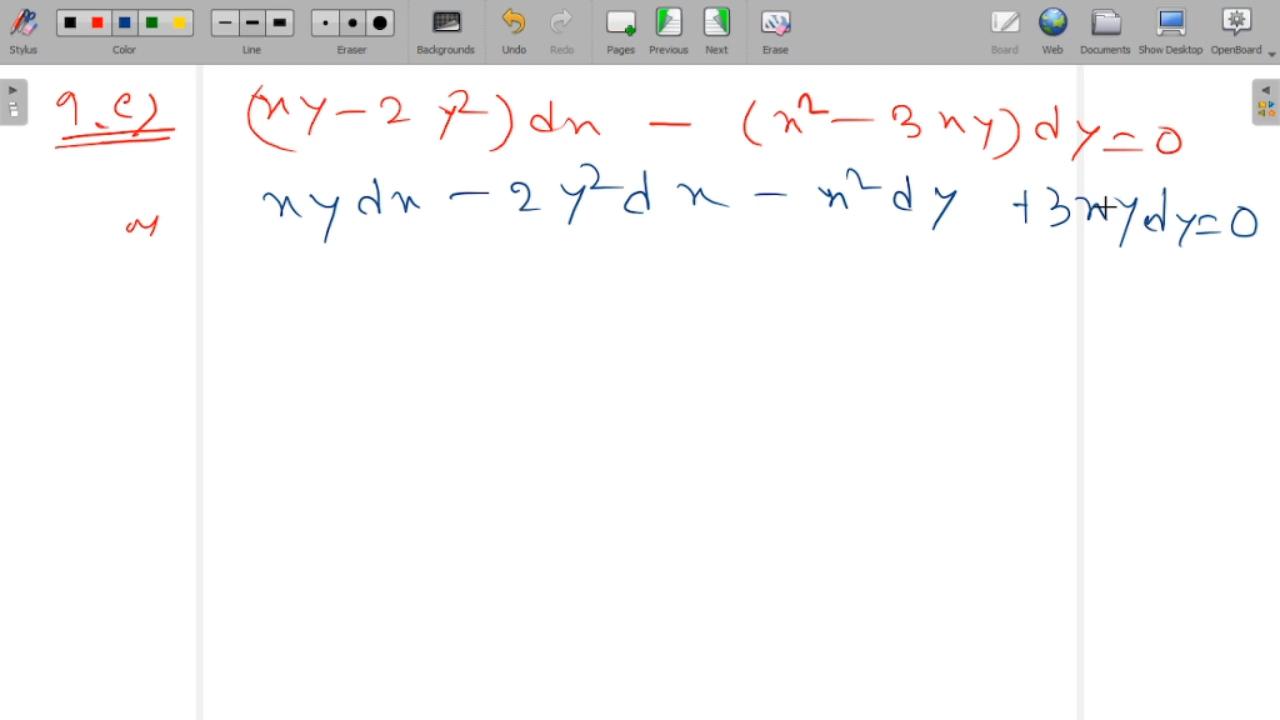 Stylus Color Line Eraser Backgrounds Undo Redo Pages Previous Next Erase Board Web Documents Show Desktop OpenBoard
9.c) (xy - 2y²)dx - (x² - 3xy)dy = 0
xydx - 2y²dx - x²dy + 3xydy = 0